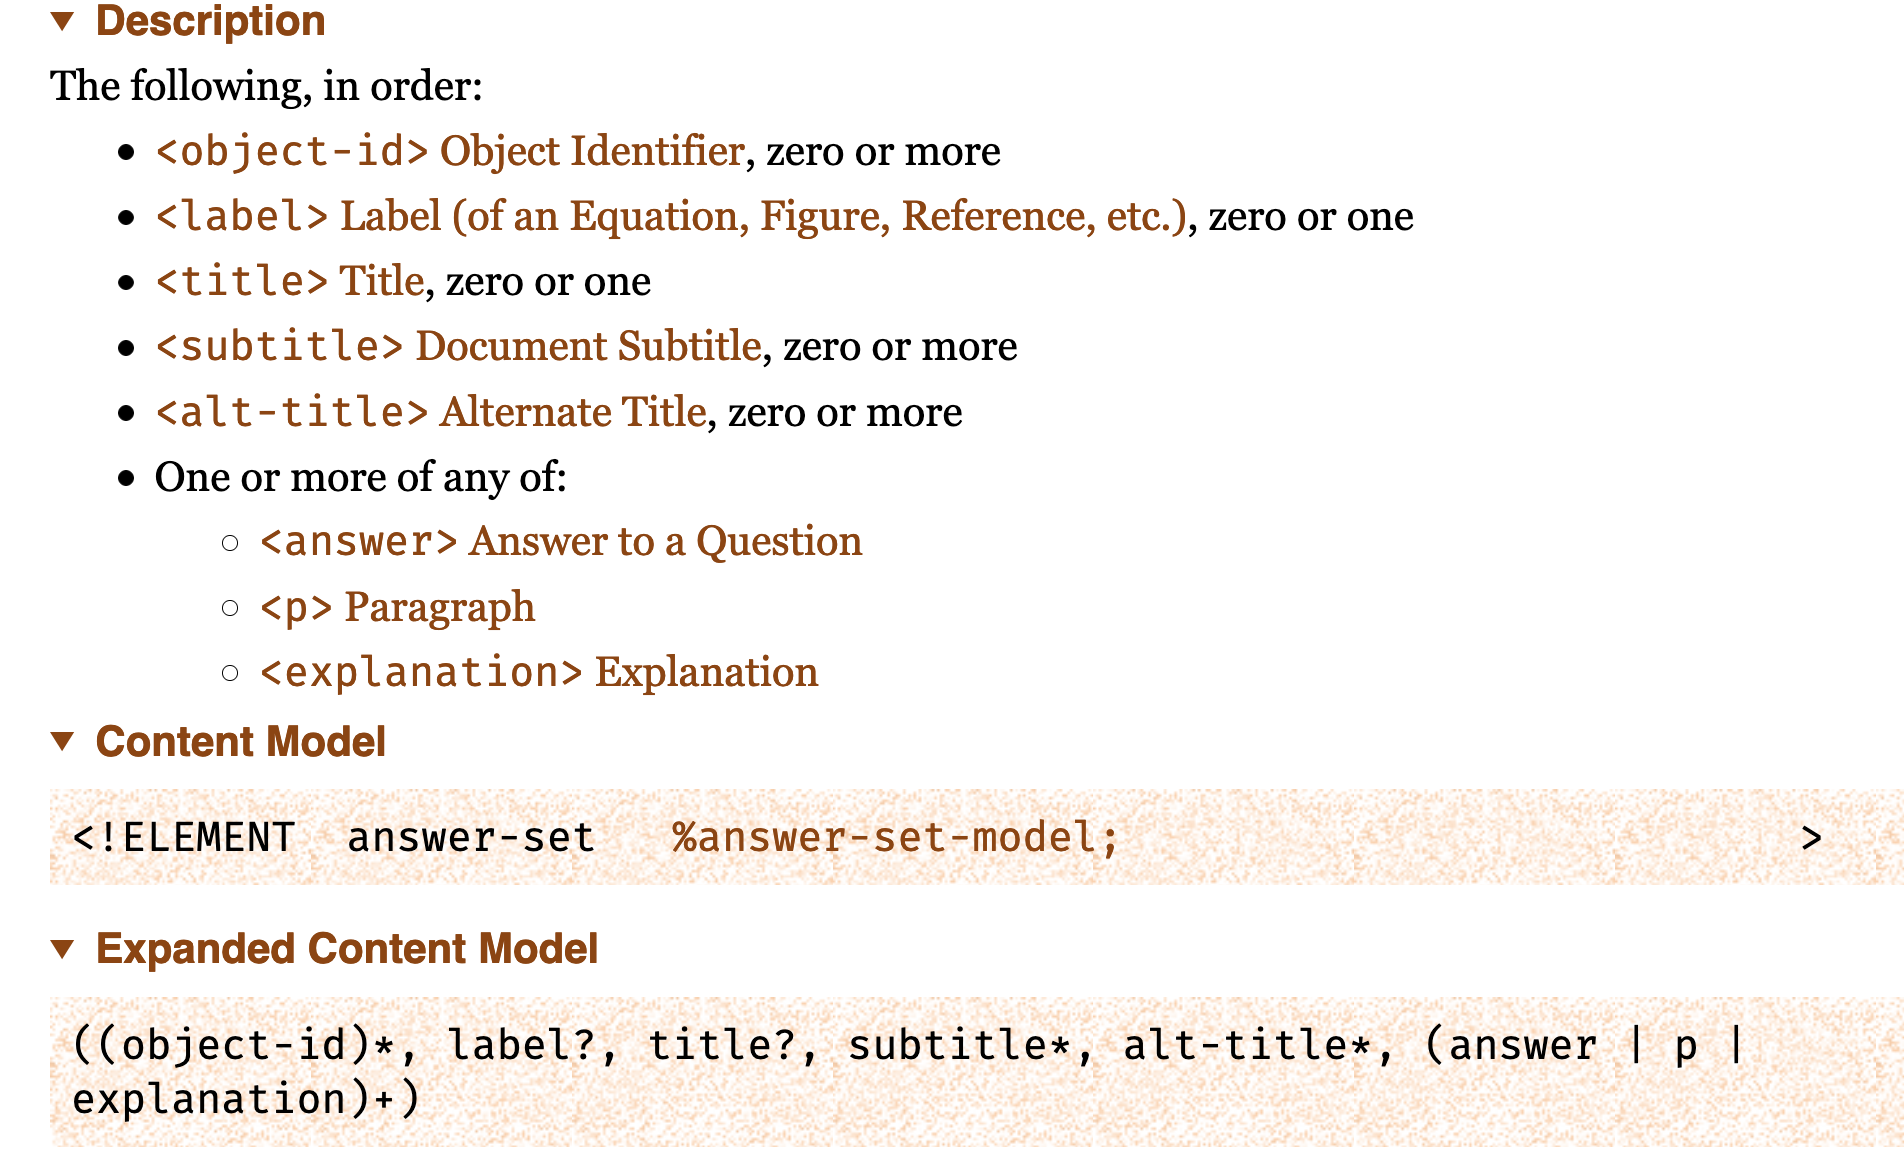 ▼ Description
The following, in order:
• <object-id> Object Identifier, zero or more
• <label> Label (of an Equation, Figure, Reference, etc.), zero or one
• <title> Title, zero or one
• <subtitle> Document Subtitle, zero or more
• <alt-title> Alternate Title, zero or more
• One or more of any of:
○ <answer> Answer to a Question
○ <p> Paragraph
○ <explanation> Explanation
▼ Content Model
<!ELEMENT  answer-set   %answer-set-model;                           >
▼ Expanded Content Model
((object-id)*, label?, title?, subtitle*, alt-title*, (answer | p |
explanation)+)